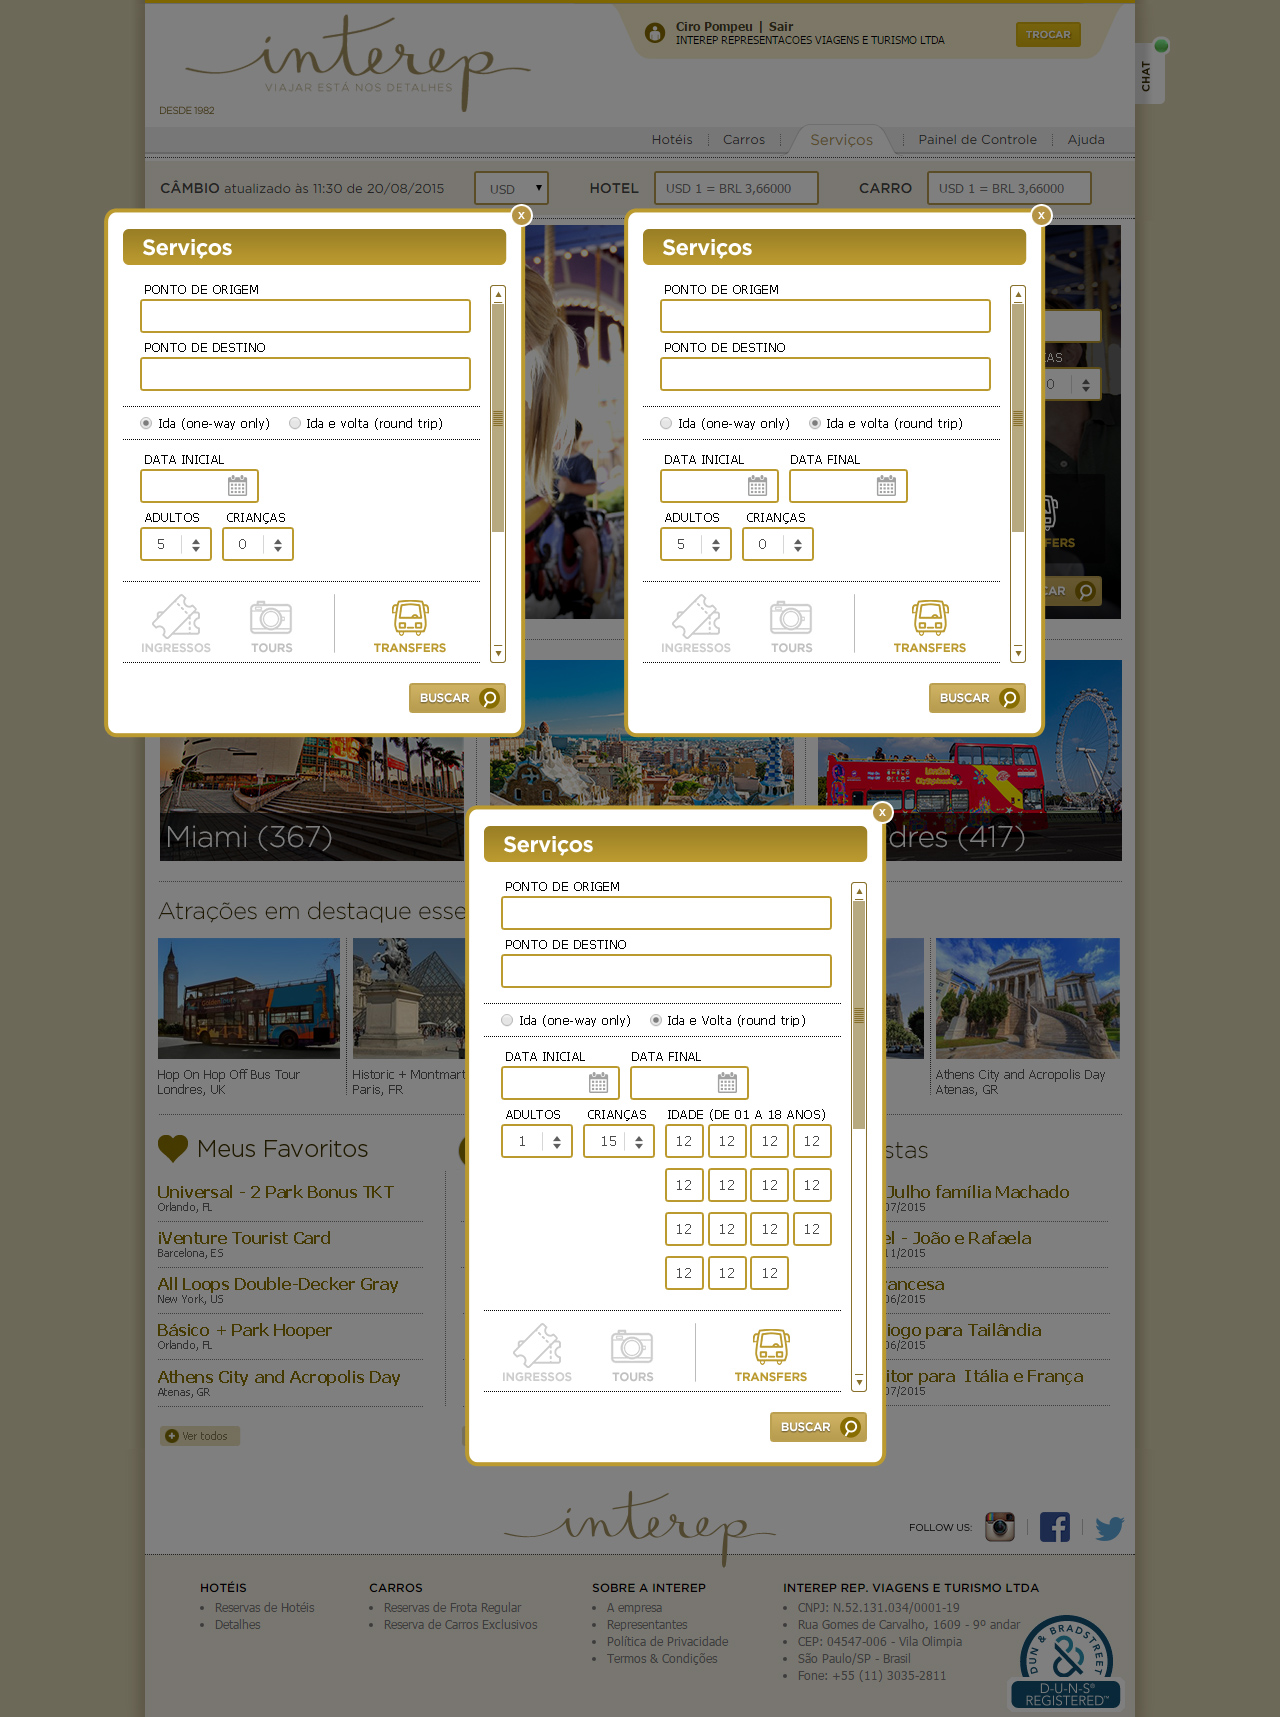 interep
VIAJAR ESTÁ NOS DETALHES
DESDE 1982
Ciro Pompeu | Sair
INTEREP REPRESENTACOES VIAGENS E TURISMO LTDA
TROCAR
CHAT
Hotéis Carros Serviços Painel de Controle Ajuda
CÂMBIO atualizado às 11:30 de 20/08/2015 USD HOTEL USD 1 = BRL 3,66000 CARRO USD 1 = BRL 3,66000
x
Serviços
PONTO DE ORIGEM
PONTO DE DESTINO
Ida (one-way only) Ida e volta (round trip)
DATA INICIAL
ADULTOS CRIANÇAS
5 0
INGRESSOS TOURS TRANSFERS
BUSCAR
x
Serviços
PONTO DE ORIGEM
PONTO DE DESTINO
Ida (one-way only) Ida e volta (round trip)
DATA INICIAL DATA FINAL
ADULTOS CRIANÇAS
5 0
INGRESSOS TOURS TRANSFERS
BUSCAR
0
Miami (367)
dres (417)
x
Serviços
PONTO DE ORIGEM
PONTO DE DESTINO
Ida (one-way only) Ida e Volta (round trip)
DATA INICIAL DATA FINAL
ADULTOS CRIANÇAS IDADE (DE 01 A 18 ANOS)
1 15 12 12 12 12
12 12 12 12
12 12 12 12
12 12 12
INGRESSOS TOURS TRANSFERS
BUSCAR
Atrações em destaque esse
Hop On Hop Off Bus Tour
Londres, UK
Historic + Montmart
Paris, FR
Athens City and Acropolis Day
Atenas, GR
Meus Favoritos
Universal - 2 Park Bonus TKT
Orlando, FL
iVenture Tourist Card
Barcelona, ES
All Loops Double-Decker Gray
New York, US
Básico + Park Hooper
Orlando, FL
Athens City and Acropolis Day
Atenas, GR
Ver todos
stas
Julho família Machado
07/2015
el - João e Rafaela
11/2015
ancesa
06/2015
iogo para Tailândia
06/2015
itor para Itália e França
07/2015
interep
FOLLOW US:
HOTÉIS
Reservas de Hotéis
Detalhes
CARROS
Reservas de Frota Regular
Reserva de Carros Exclusivos
SOBRE A INTEREP
A empresa
Representantes
Política de Privacidade
Termos & Condições
INTEREP REP. VIAGENS E TURISMO LTDA
CNPJ: N.52.131.034/0001-19
Rua Gomes de Carvalho, 1609 - 9º andar
CEP: 04547-006 - Vila Olimpia
São Paulo/SP - Brasil
Fone: +55 (11) 3035-2811
DUN & BRADSTREET
D-U-N-S®
REGISTERED™